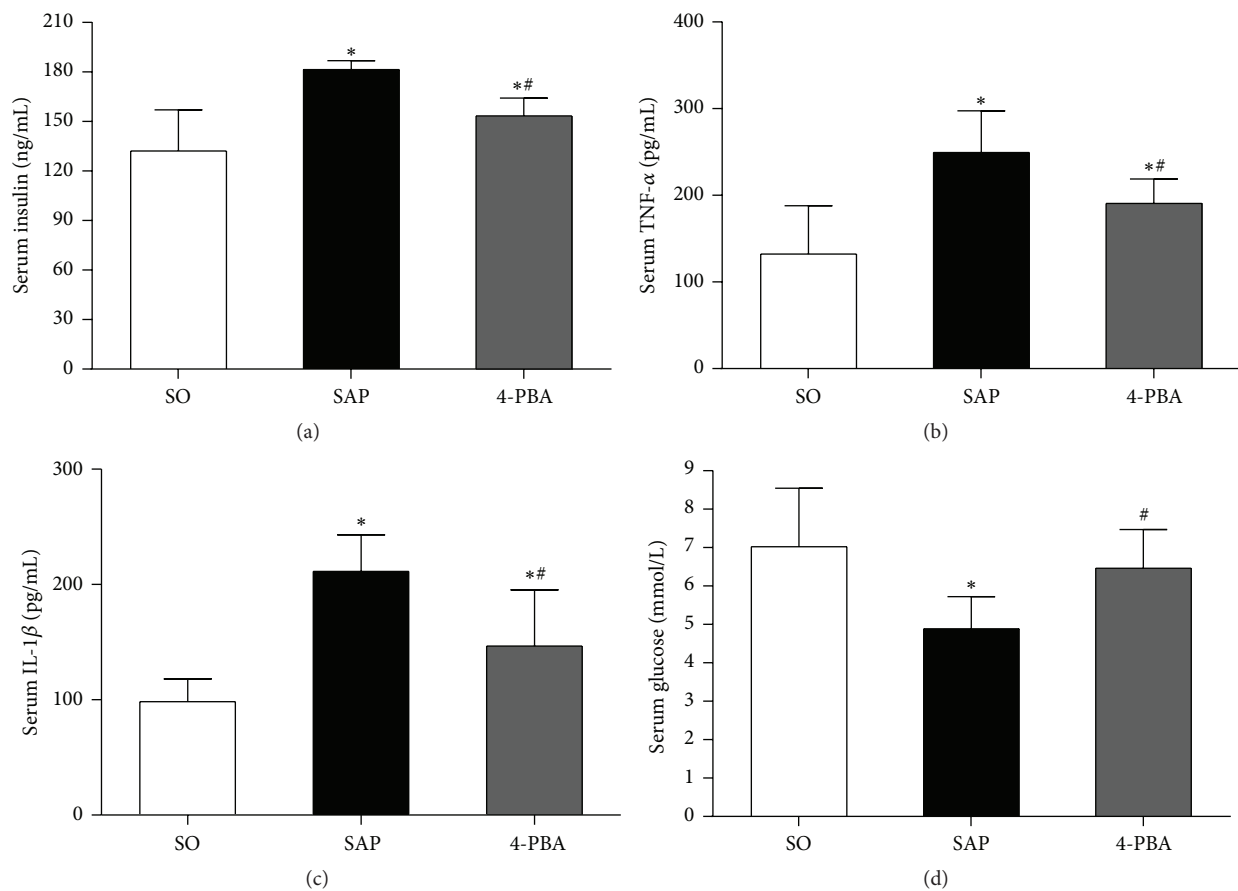 Serum insulin (ng/mL)
210
180
150
120
90
60
30
0
*
*#
SO
SAP
4-PBA
(a)
Serum TNF-α (pg/mL)
400
300
200
100
0
*
*#
SO
SAP
4-PBA
(b)
Serum IL-1β (pg/mL)
300
200
100
0
*
*#
SO
SAP
4-PBA
(c)
Serum glucose (mmol/L)
9
8
7
6
5
4
3
2
1
0
*
#
SO
SAP
4-PBA
(d)